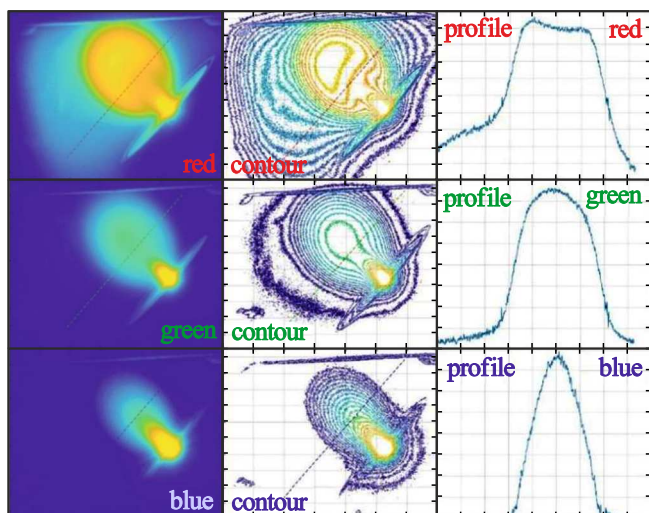 profile red
red
contour
profile green
green
contour
profile blue
blue
contour